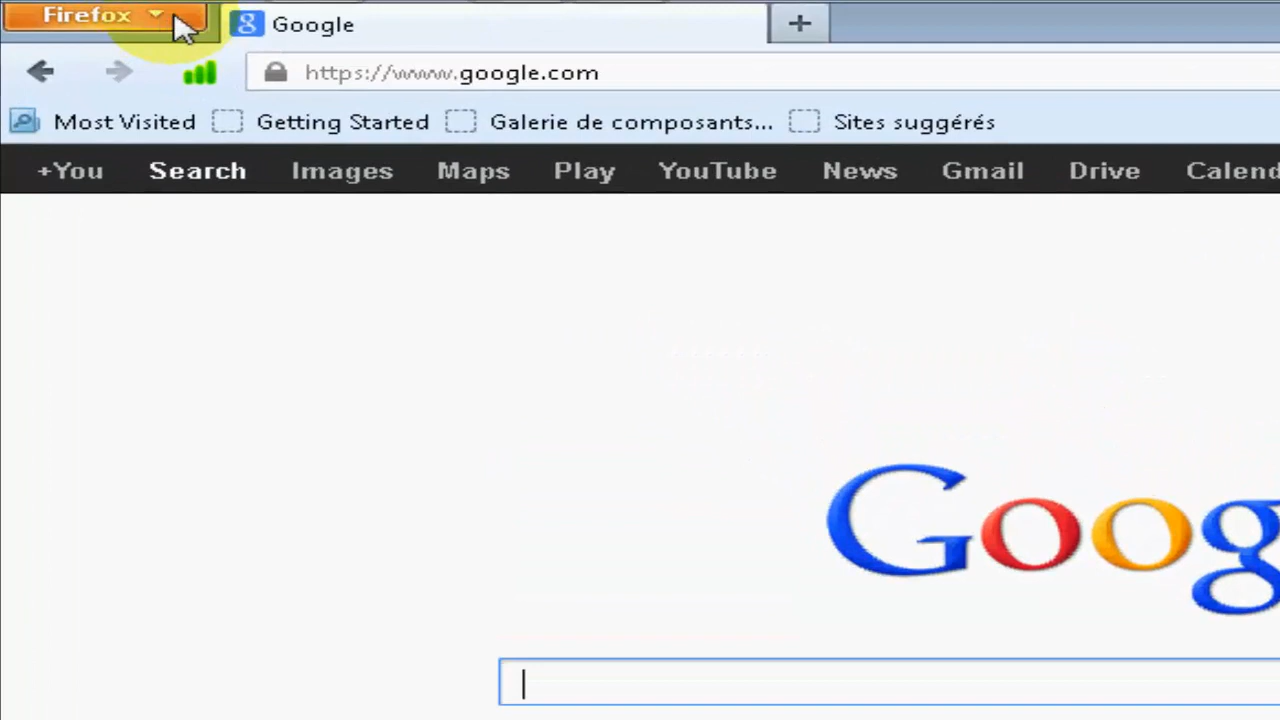 Firefox
Google
https://www.google.com
Most Visited Getting Started Galerie de composants... Sites suggérés
+You Search Images Maps Play YouTube News Gmail Drive Calend
Goog